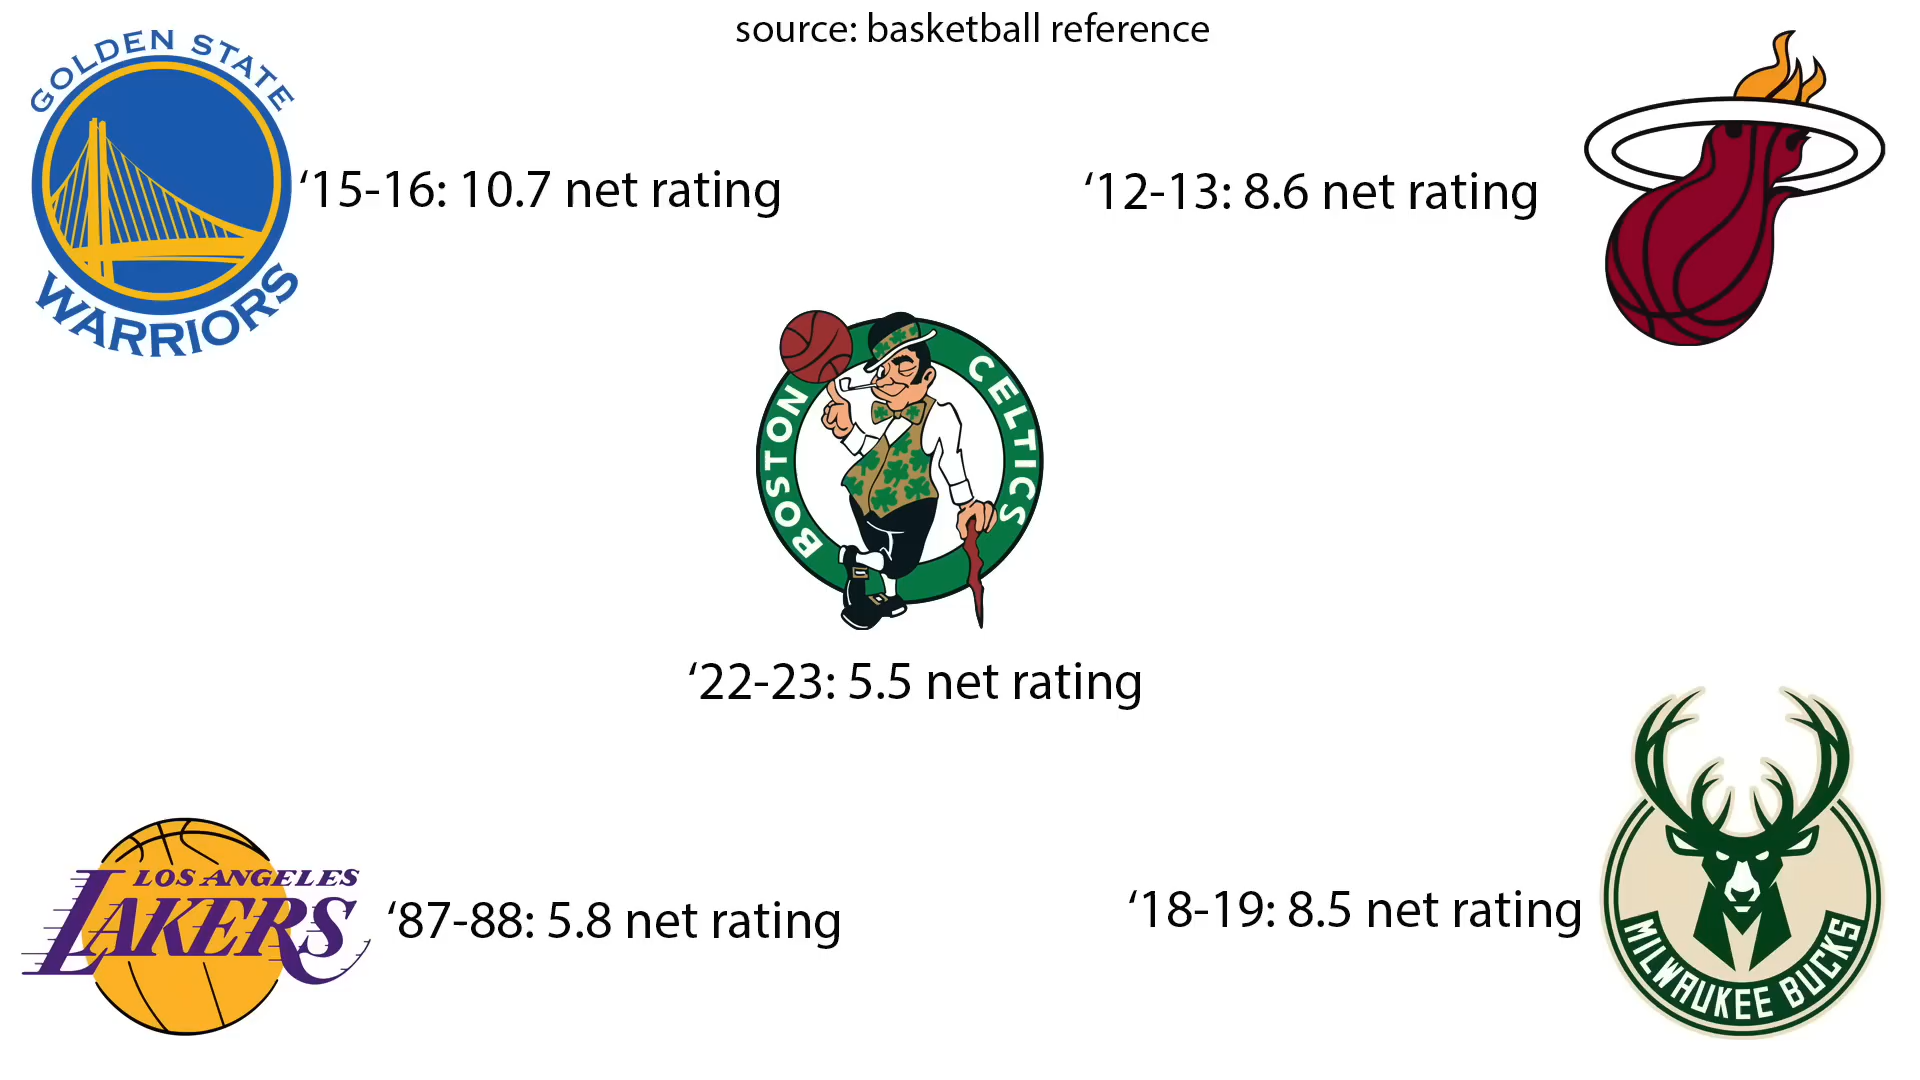 source: basketball reference
GOLDEN STATE
WARRIORS
‘15-16: 10.7 net rating
‘12-13: 8.6 net rating
BOSTON CELTICS
‘22-23: 5.5 net rating
LOS ANGELES
LAKERS
‘87-88: 5.8 net rating
‘18-19: 8.5 net rating
MILWAUKEE BUCKS